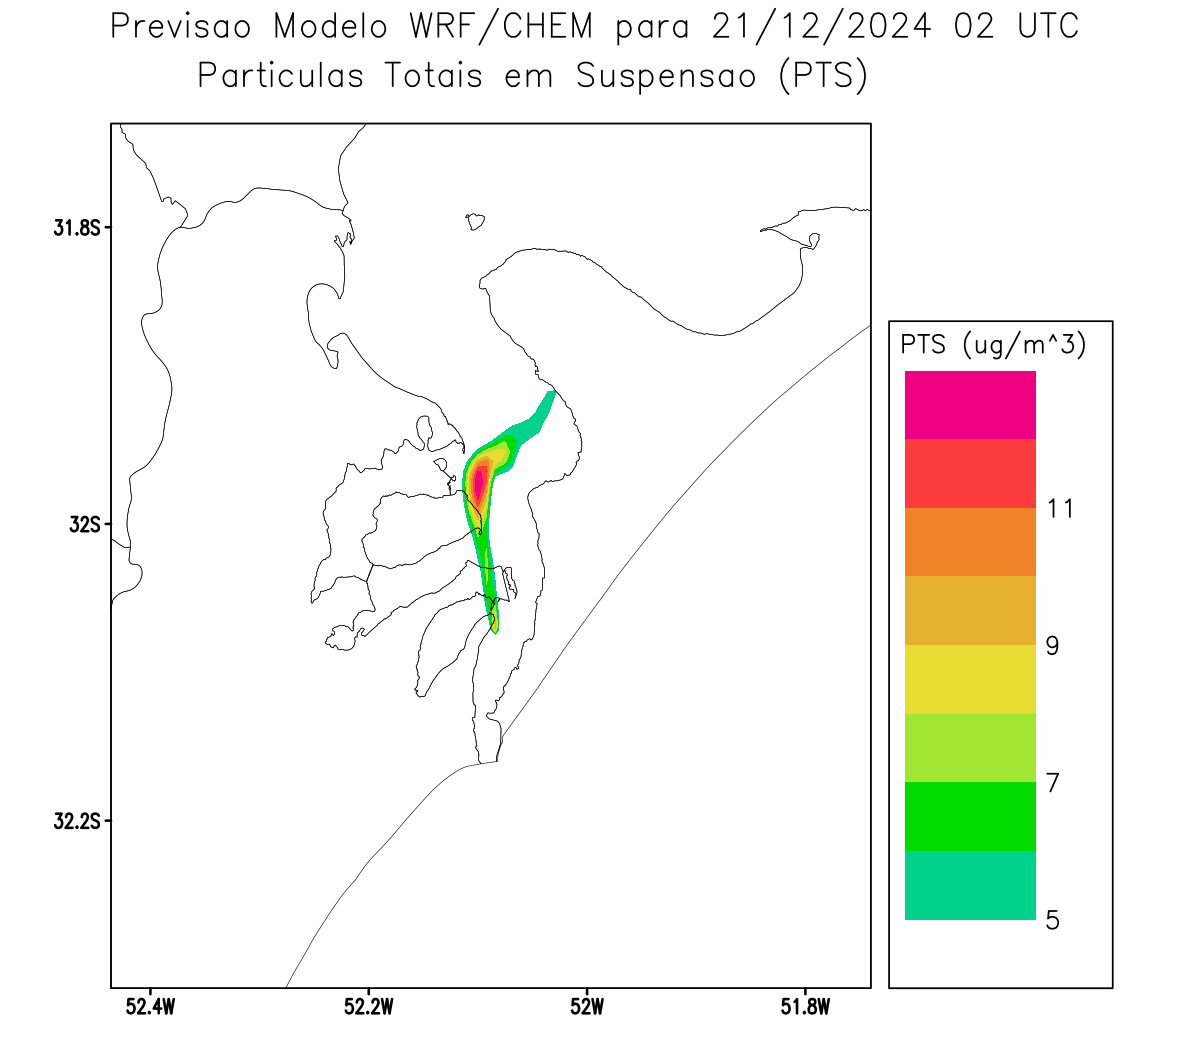 Previsao Modelo WRF/CHEM para 21/12/2024 02 UTC
Particulas Totais em Suspensao (PTS)
31.8S
32S
32.2S
52.4W
52.2W
52W
51.8W
PTS (ug/m^3)
11
9
7
5